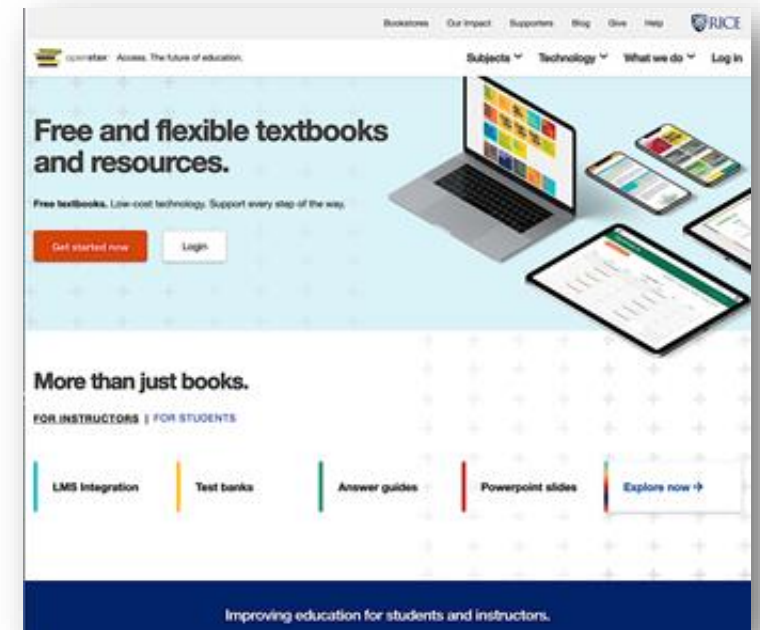 Bookstores Our Impact Supporters Blog Give Help RICE
openstax Access. The future of education.
Subjects Technology What we do Log in
Free and flexible textbooks
and resources.
Free textbooks. Low-cost technology. Support every step of the way.
Get started now Login
More than just books.
FOR INSTRUCTORS | FOR STUDENTS
LMS Integration Test banks Answer guides Powerpoint slides Explore now →
Improving education for students and instructors.